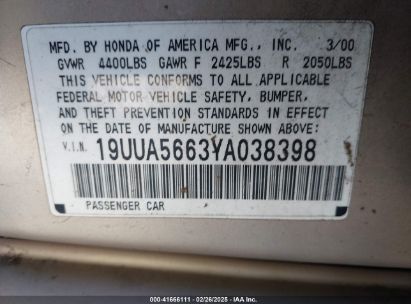 MFD. BY HONDA OF AMERICA MFG., INC. 3/00
GVWR 4400LBS GAWR F 2425LBS R 2050LBS
THIS VEHICLE CONFORMS TO ALL APPLICABLE
FEDERAL MOTOR VEHICLE SAFETY, BUMPER,
AND THEFT PREVENTION STANDARDS IN EFFECT
ON THE DATE OF MANUFACTURE SHOWN ABOVE.
V.I.N. 19UUA5663YA038398
PASSENGER CAR
000-41666111 - 02/26/2025 - IAA Inc.